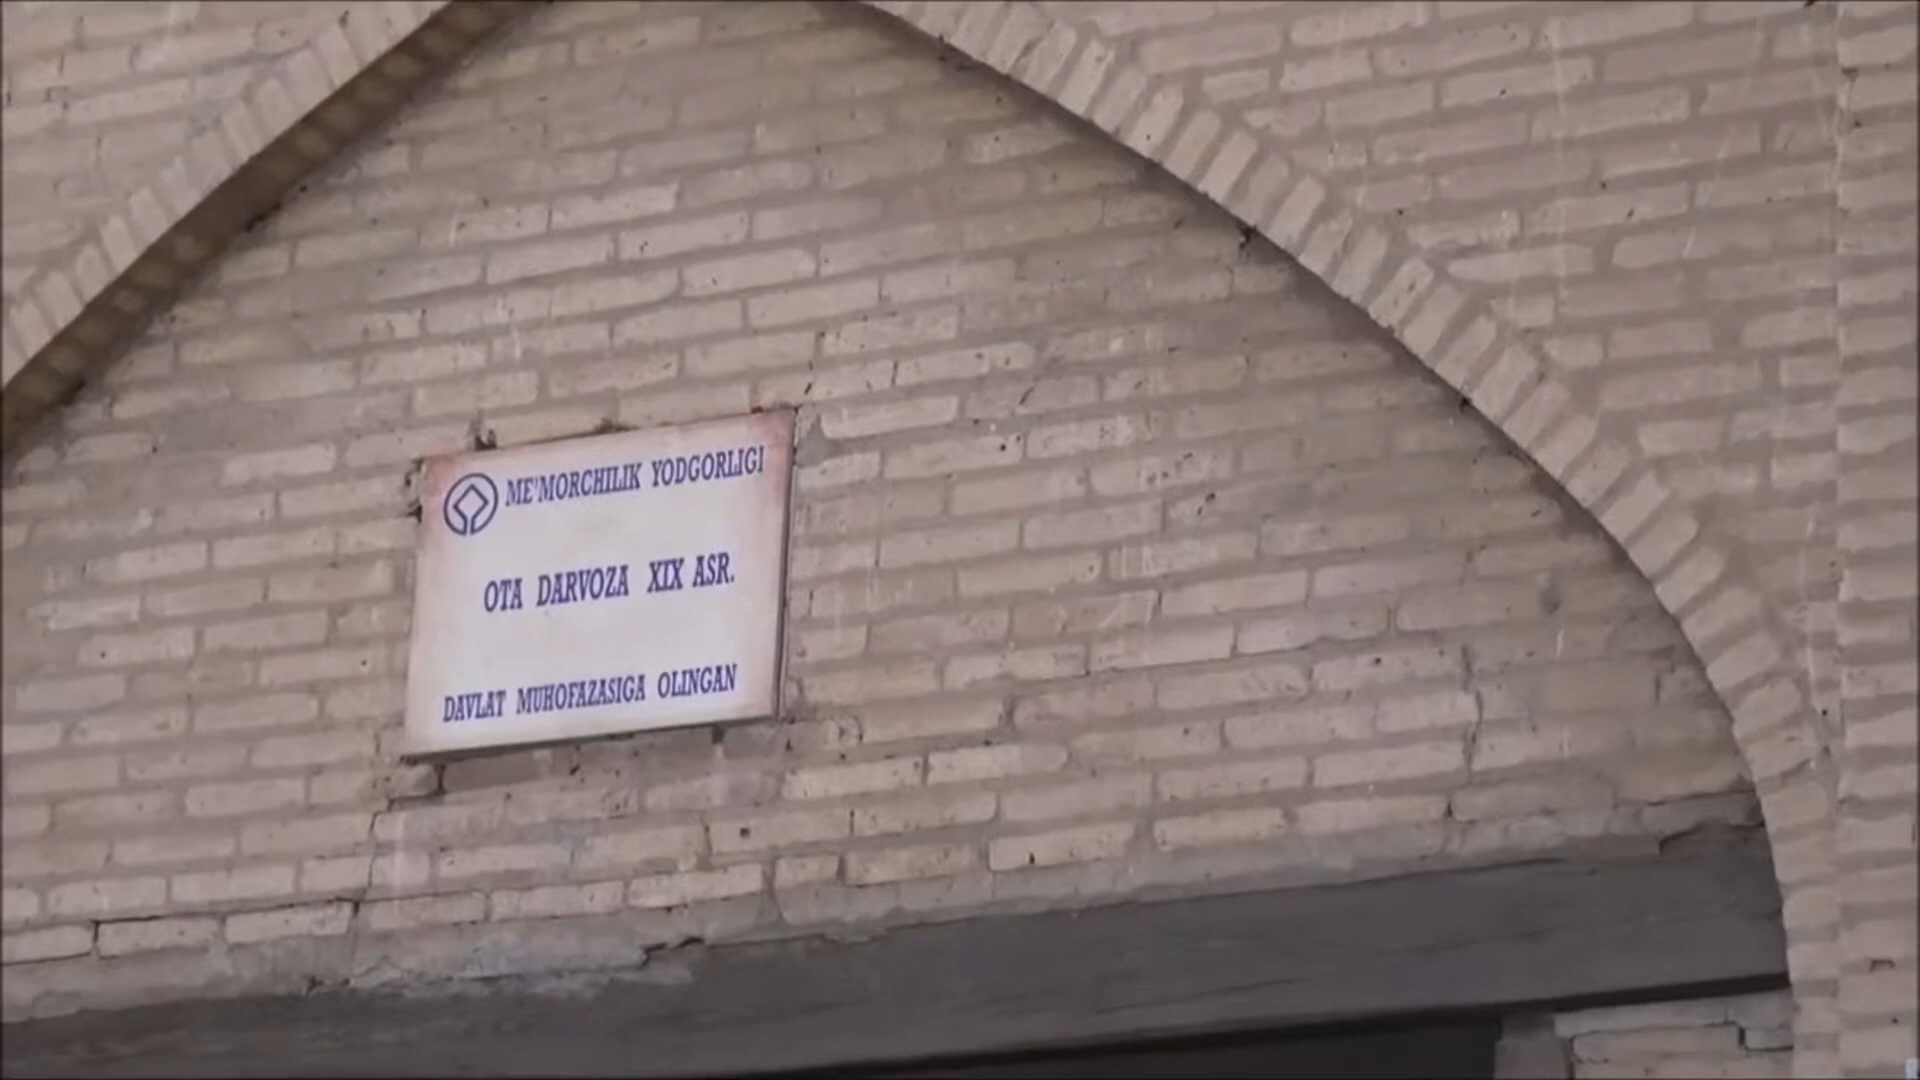 ME'MORCHILIK YODGORLIGI
OTA DARVOZA XIX ASR.
DAVLAT MUHOFAZASIGA OLINGAN